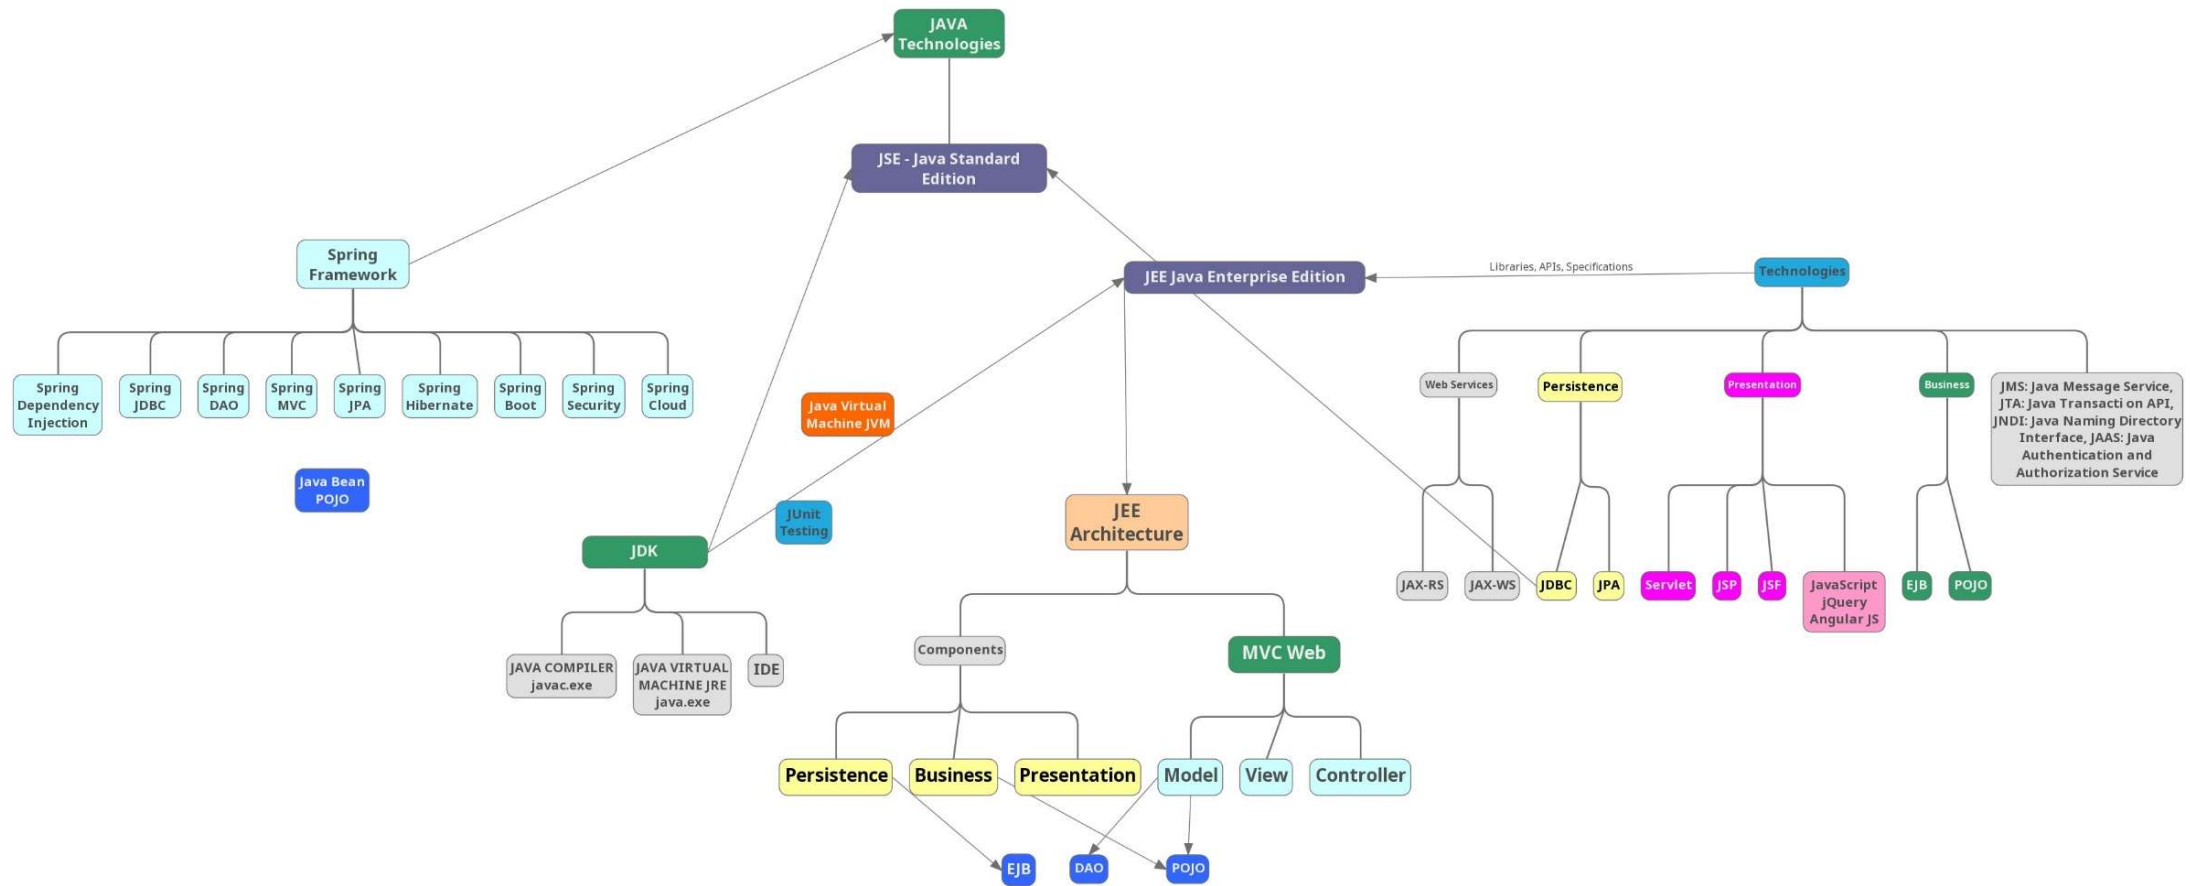 JAVA
Technologies
JSE - Java Standard
Edition
Spring
Framework
JEE Java Enterprise Edition
Libraries, APIs, Specifications
Technologies
Spring
Dependency
Injection
Spring
JDBC
Spring
DAO
Spring
MVC
Spring
JPA
Spring
Hibernate
Spring
Boot
Spring
Security
Spring
Cloud
Java Virtual
Machine JVM
Web Services
Persistence
Presentation
Business
JMS: Java Message Service,
JTA: Java Transacti on API,
JNDI: Java Naming Directory
Interface, JAAS: Java
Authentication and
Authorization Service
Java Bean
POJO
JUnit
Testing
JEE
Architecture
JDK
JAX-RS
JAX-WS
JDBC
JPA
Servlet
JSP
JSF
JavaScript
jQuery
Angular JS
EJB
POJO
JAVA COMPILER
javac.exe
JAVA VIRTUAL
MACHINE JRE
java.exe
IDE
Components
MVC Web
Persistence
Business
Presentation
Model
View
Controller
EJB
DAO
POJO